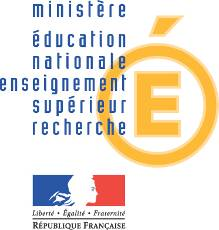 ministère
éducation
nationale
enseignement
supérieur
recherche
É
Liberté • Égalité • Fraternité
RÉPUBLIQUE FRANÇAISE